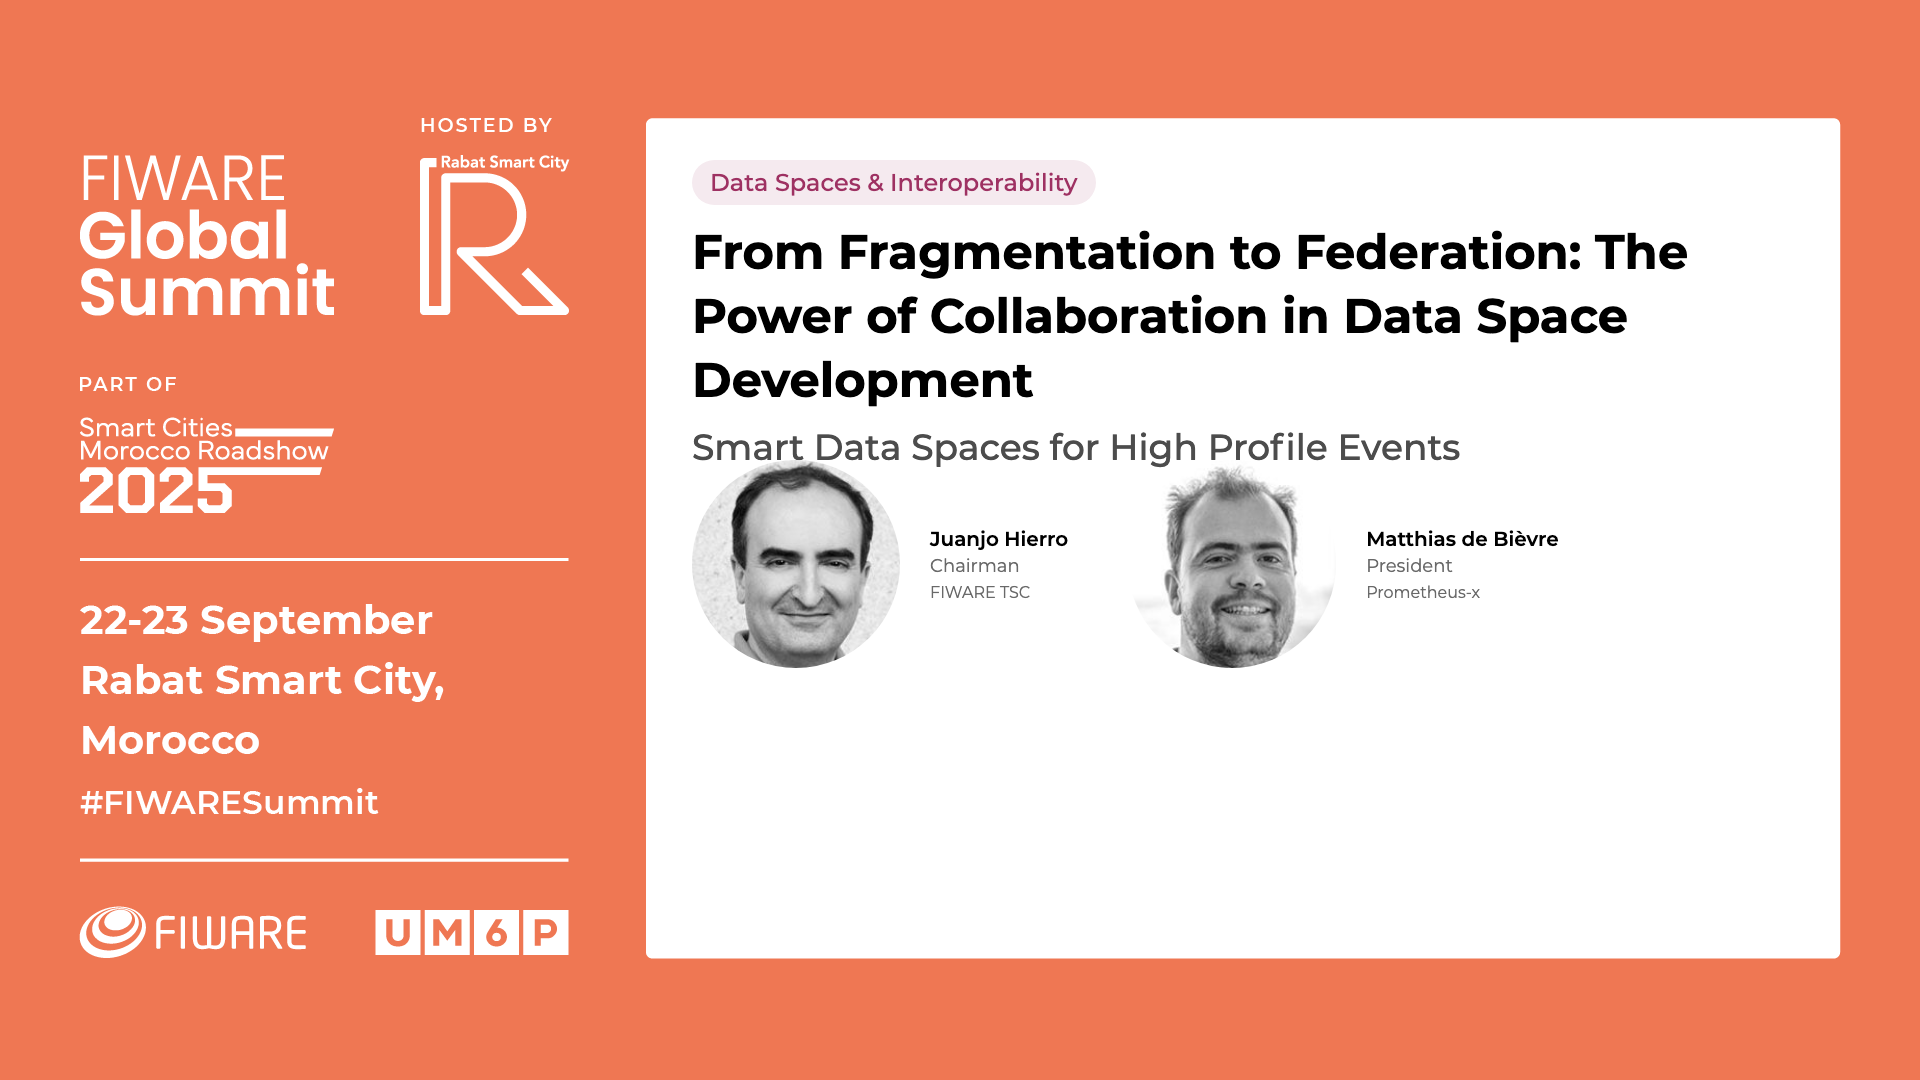 FIWARE
Global
Summit
HOSTED BY
Rabat Smart City
R
PART OF
Smart Cities
Morocco Roadshow
2025
22-23 September
Rabat Smart City,
Morocco
#FIWARESummit
FIWARE
UM6P
Data Spaces & Interoperability
From Fragmentation to Federation: The
Power of Collaboration in Data Space
Development
Smart Data Spaces for High Profile Events
Juanjo Hierro
Chairman
FIWARE TSC
Matthias de Bièvre
President
Prometheus-x